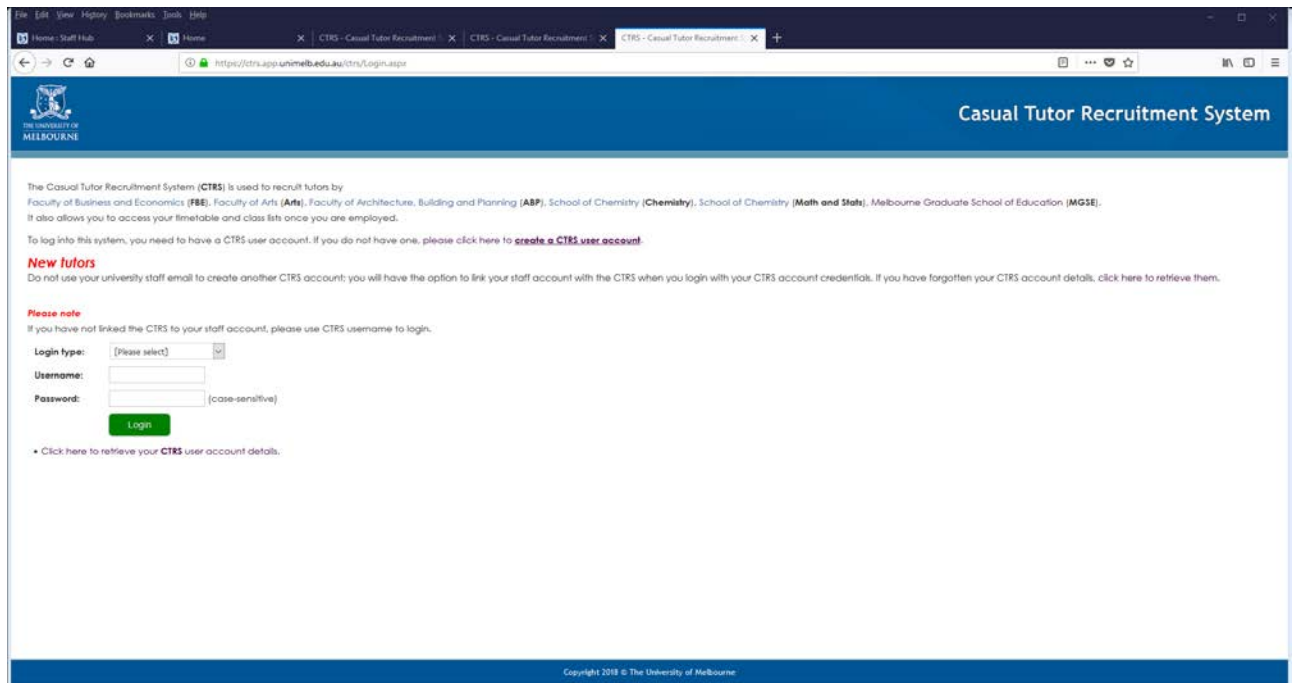 File Edit View History Bookmarks Tools Help
Home : Staff Hub
Home
CTRS - Casual Tutor Recruitment
CTRS - Casual Tutor Recruitment
CTRS - Casual Tutor Recruitment
https://ctrs.app.unimelb.edu.au/ctrs/Login.aspx
THE UNIVERSITY OF
MELBOURNE
Casual Tutor Recruitment System
The Casual Tutor Recruitment System (CTRS) is used to recruit tutors by
Faculty of Business and Economics (FBE), Faculty of Arts (Arts), Faculty of Architecture, Building and Planning (ABP), School of Chemistry (Chemistry), School of Chemistry (Math and Stats), Melbourne Graduate School of Education (MGSE).
It also allows you to access your timetable and class lists once you are employed.
To log into this system, you need to have a CTRS user account. If you do not have one, please click here to create a CTRS user account.
New tutors
Do not use your university staff email to create another CTRS account; you will have the option to link your staff account with the CTRS when you login with your CTRS account credentials. If you have forgotten your CTRS account details, click here to retrieve them.
Please note
If you have not linked the CTRS to your staff account, please use CTRS username to login.
Login type: [Please select]
Username:
Password: (case-sensitive)
Login
• Click here to retrieve your CTRS user account details.
Copyright 2018 © The University of Melbourne